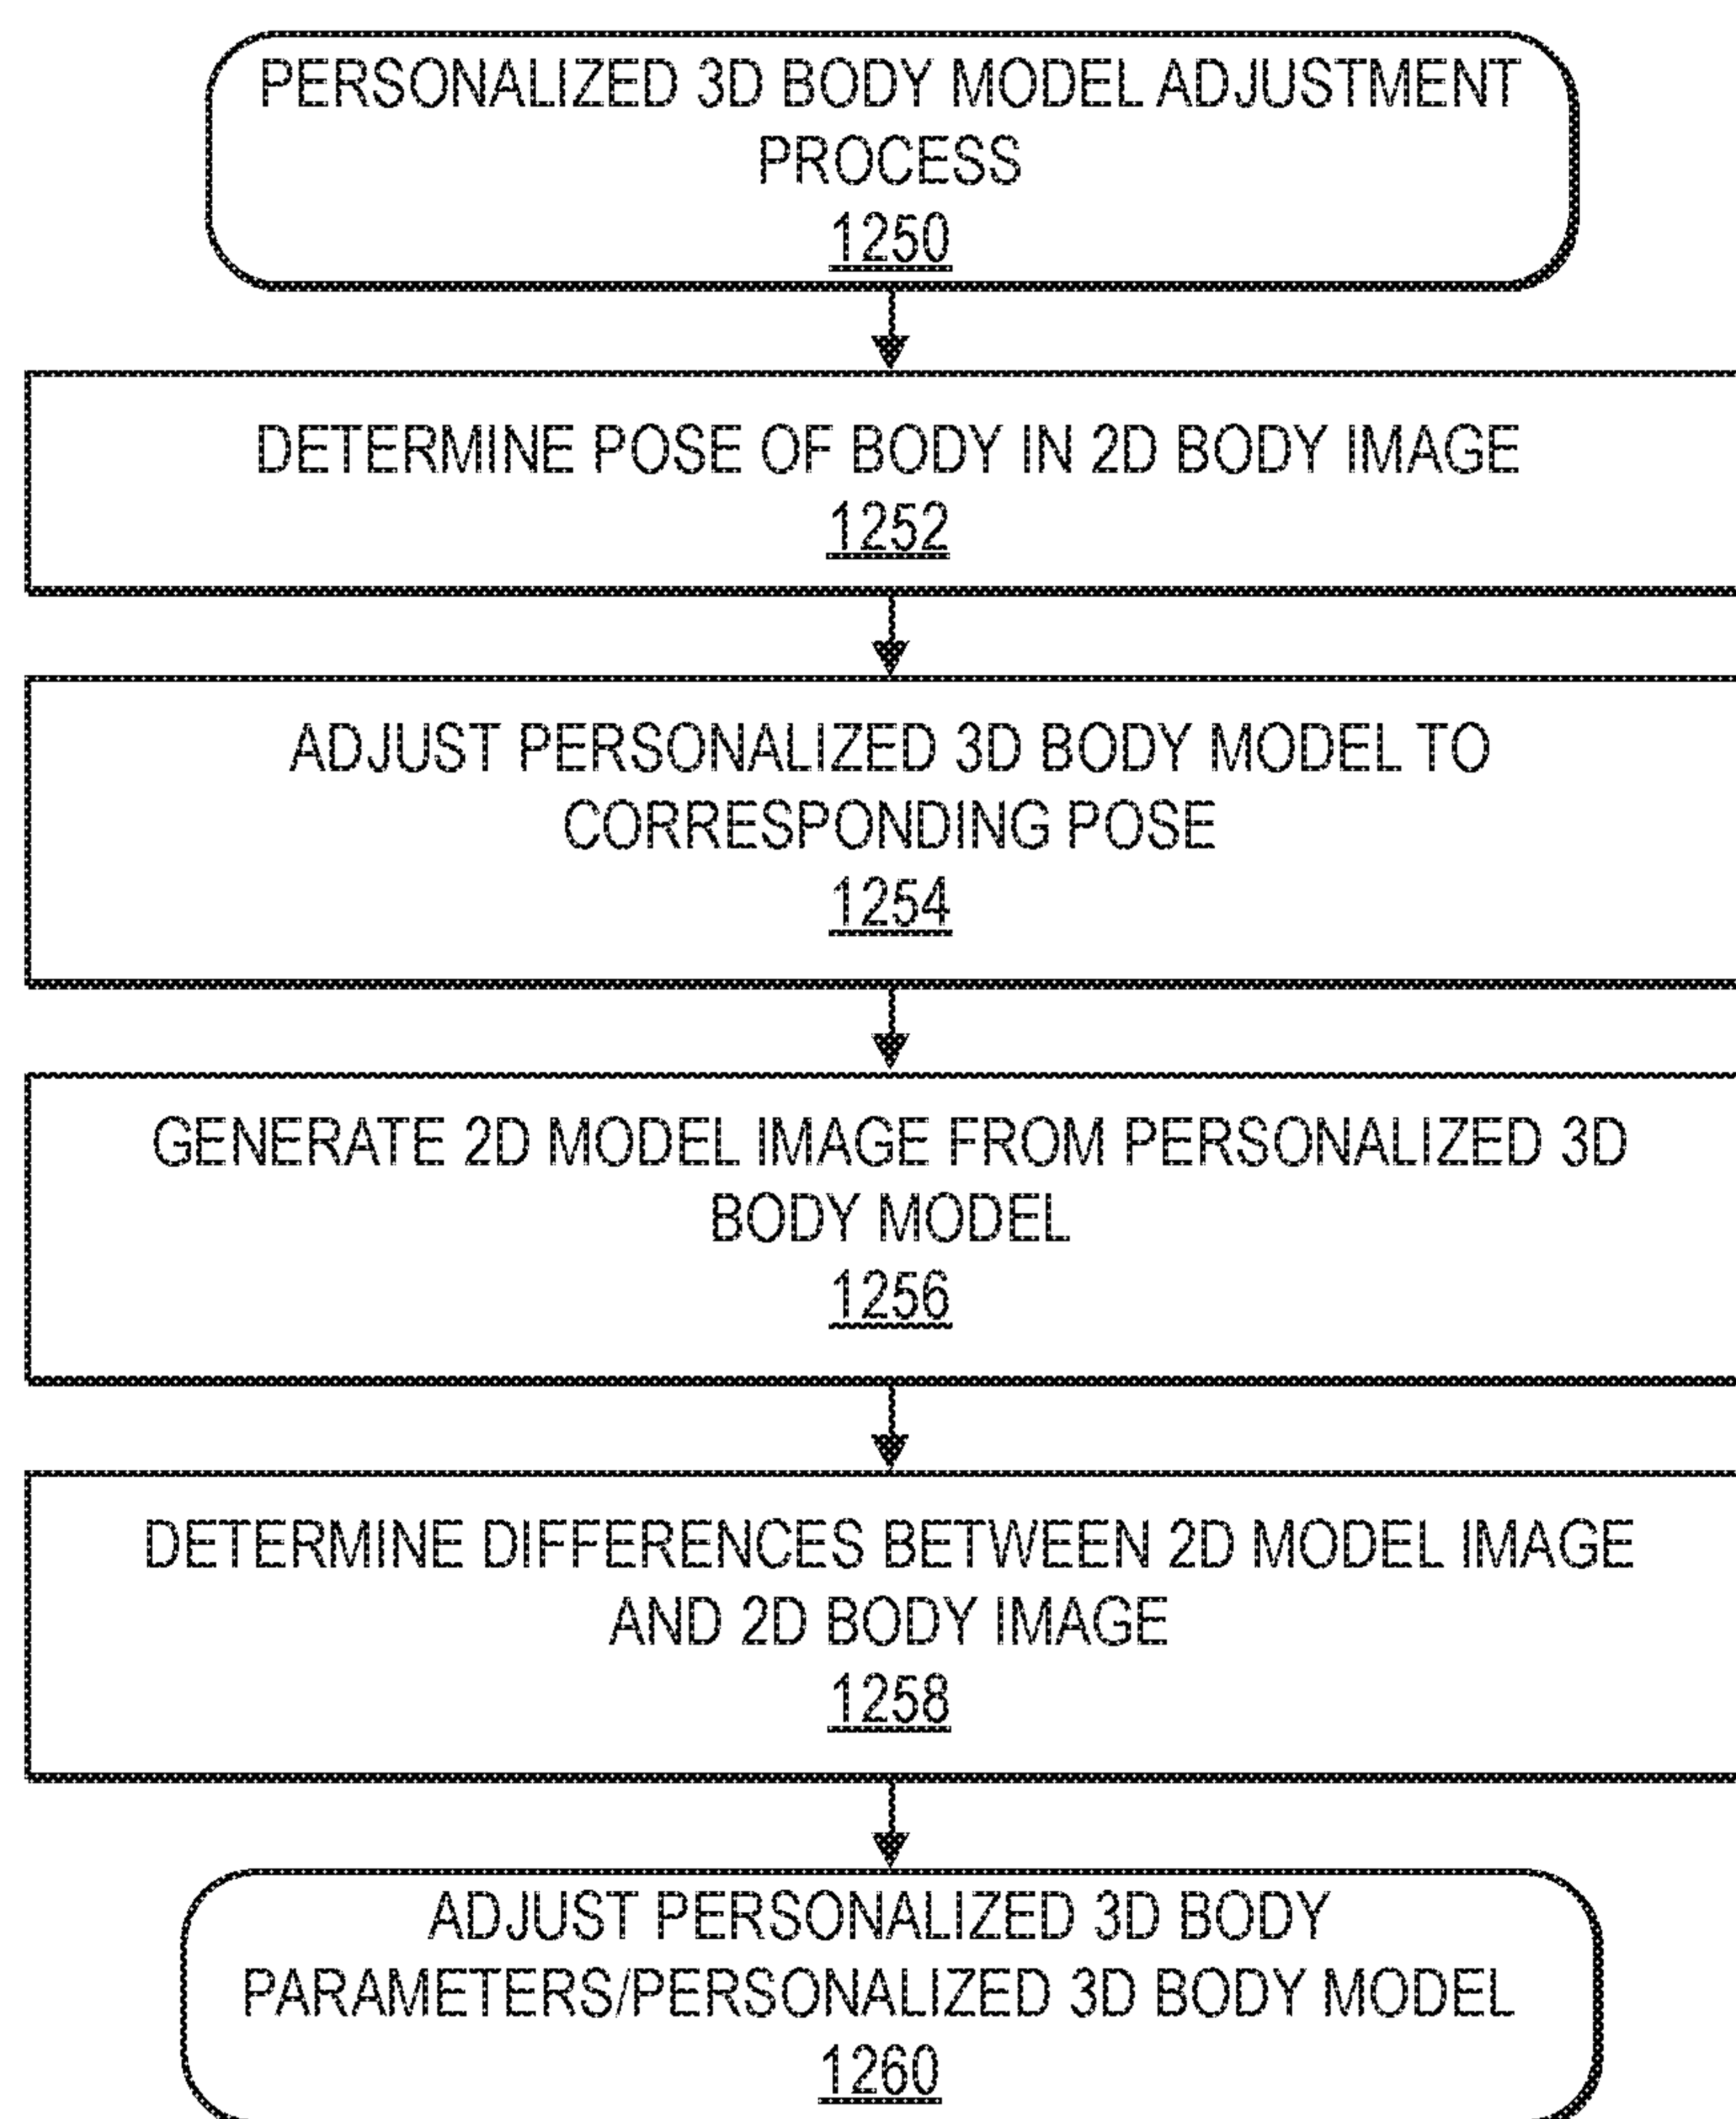 PERSONALIZED 3D BODY MODEL ADJUSTMENT
PROCESS
1250
DETERMINE POSE OF BODY IN 2D BODY IMAGE
1252
ADJUST PERSONALIZED 3D BODY MODEL TO
CORRESPONDING POSE
1254
GENERATE 2D MODEL IMAGE FROM PERSONALIZED 3D
BODY MODEL
1256
DETERMINE DIFFERENCES BETWEEN 2D MODEL IMAGE
AND 2D BODY IMAGE
1258
ADJUST PERSONALIZED 3D BODY
PARAMETERS/PERSONALIZED 3D BODY MODEL
1260